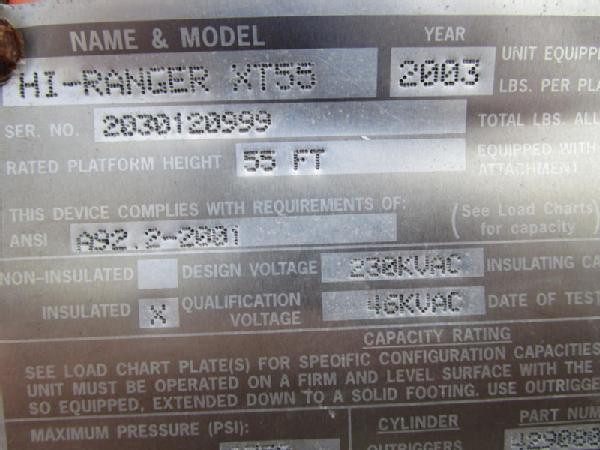 NAME & MODEL YEAR
UNIT EQUIPPE
HI-RANGER XT55 2003
LBS. PER PLA
SER. NO. 2030120999 TOTAL LBS. ALL
RATED PLATFORM HEIGHT 55 FT EQUIPPED WITH
ATTACHMENT
THIS DEVICE COMPLIES WITH REQUIREMENTS OF:
(See Load Charts)
for capacity
ANSI A92.2-2001
NON-INSULATED DESIGN VOLTAGE 230KVAC INSULATING CA
INSULATED X QUALIFICATION VOLTAGE 46KVAC DATE OF TEST
CAPACITY RATING
SEE LOAD CHART PLATE(S) FOR SPECIFIC CONFIGURATION CAPACITIES
UNIT MUST BE OPERATED ON A FIRM AND LEVEL SURFACE WITH THE
SO EQUIPPED, EXTENDED DOWN TO A SOLID FOOTING. USE OUTRIGGE
MAXIMUM PRESSURE (PSI): CYLINDER PART NUM
OUTRIGGERS 429080